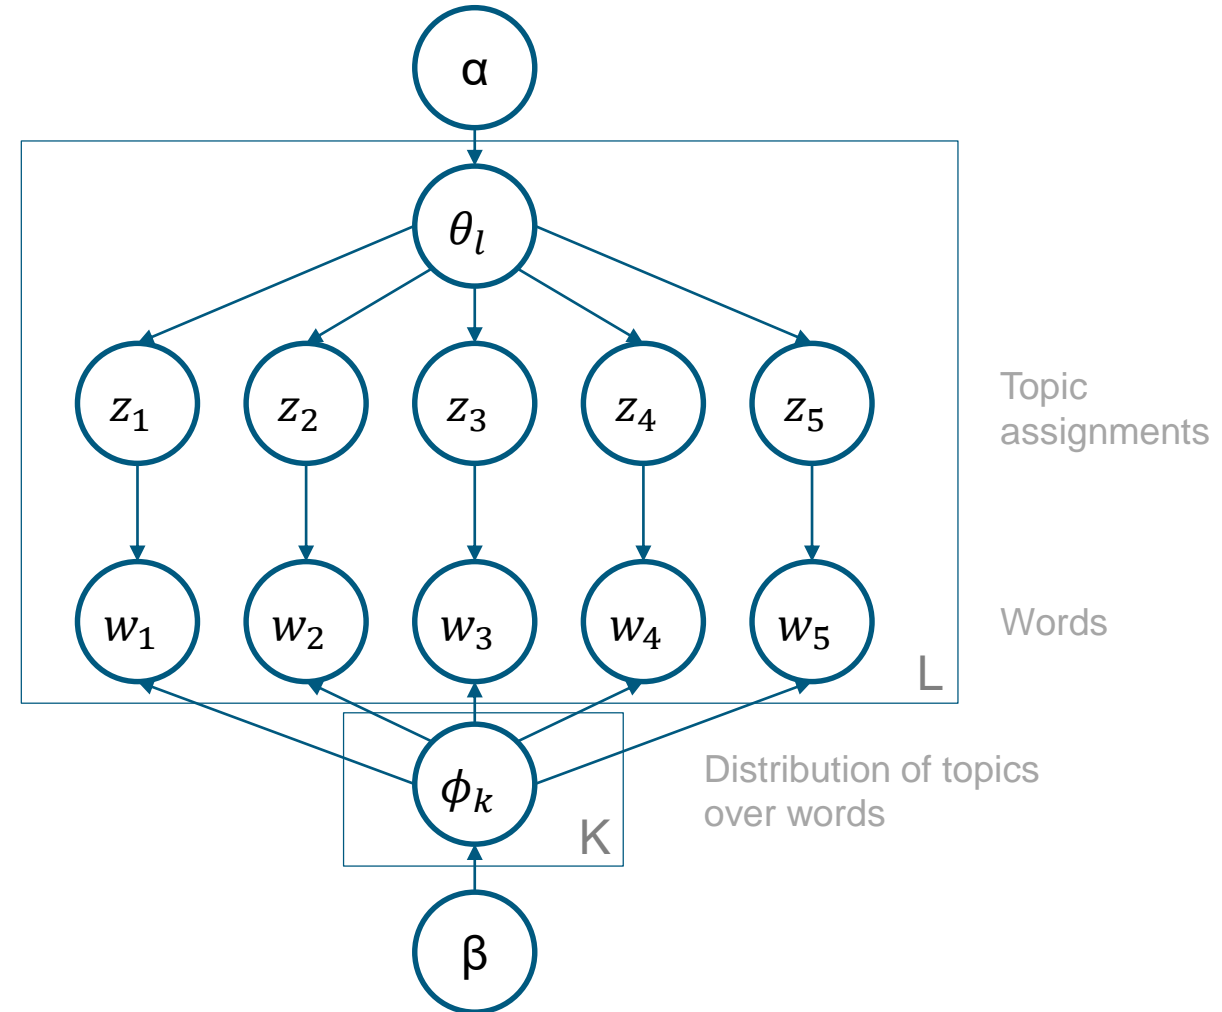 α
θ_l
z_1 z_2 z_3 z_4 z_5
Topic
assignments
w_1 w_2 w_3 w_4 w_5
Words
L
ϕ_k
Distribution of topics
over words
K
β